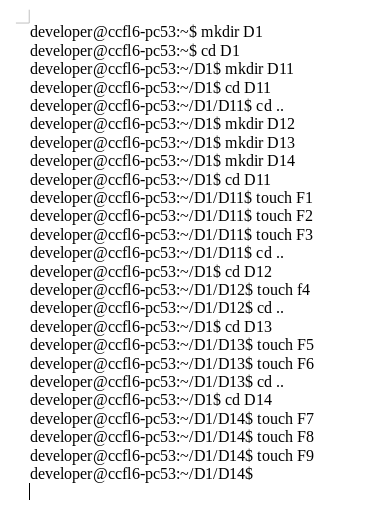 developer@ccfl6-pc53:~$ mkdir D1
developer@ccfl6-pc53:~$ cd D1
developer@ccfl6-pc53:~/D1$ mkdir D11
developer@ccfl6-pc53:~/D1$ cd D11
developer@ccfl6-pc53:~/D1/D11$ cd ..
developer@ccfl6-pc53:~/D1$ mkdir D12
developer@ccfl6-pc53:~/D1$ mkdir D13
developer@ccfl6-pc53:~/D1$ mkdir D14
developer@ccfl6-pc53:~/D1$ cd D11
developer@ccfl6-pc53:~/D1/D11$ touch F1
developer@ccfl6-pc53:~/D1/D11$ touch F2
developer@ccfl6-pc53:~/D1/D11$ touch F3
developer@ccfl6-pc53:~/D1/D11$ cd ..
developer@ccfl6-pc53:~/D1$ cd D12
developer@ccfl6-pc53:~/D1/D12$ touch f4
developer@ccfl6-pc53:~/D1/D12$ cd ..
developer@ccfl6-pc53:~/D1$ cd D13
developer@ccfl6-pc53:~/D1/D13$ touch F5
developer@ccfl6-pc53:~/D1/D13$ touch F6
developer@ccfl6-pc53:~/D1/D13$ cd ..
developer@ccfl6-pc53:~/D1$ cd D14
developer@ccfl6-pc53:~/D1/D14$ touch F7
developer@ccfl6-pc53:~/D1/D14$ touch F8
developer@ccfl6-pc53:~/D1/D14$ touch F9
developer@ccfl6-pc53:~/D1/D14$